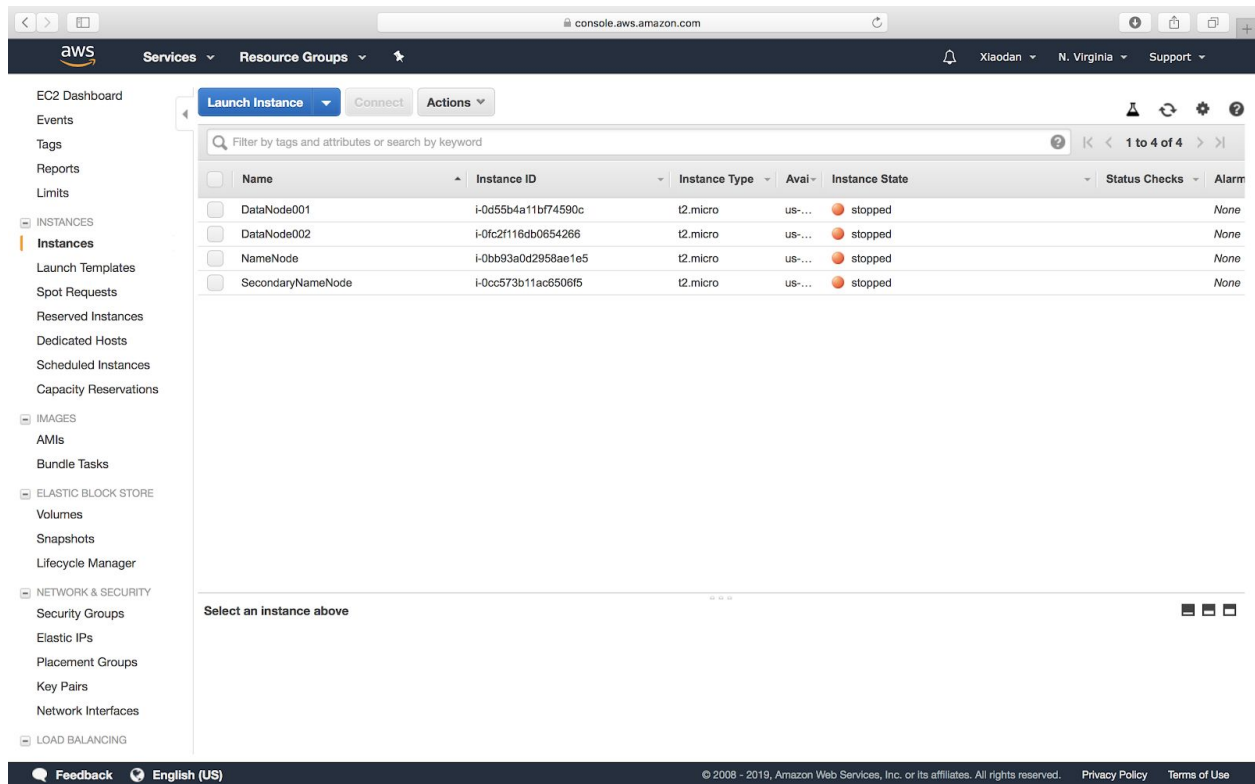 console.aws.amazon.com
aws Services Resource Groups Xiaodan N. Virginia Support
EC2 Dashboard
Events
Tags
Reports
Limits
INSTANCES
Instances
Launch Templates
Spot Requests
Reserved Instances
Dedicated Hosts
Scheduled Instances
Capacity Reservations
IMAGES
AMIs
Bundle Tasks
ELASTIC BLOCK STORE
Volumes
Snapshots
Lifecycle Manager
NETWORK & SECURITY
Security Groups
Elastic IPs
Placement Groups
Key Pairs
Network Interfaces
LOAD BALANCING
Launch Instance Connect Actions
Filter by tags and attributes or search by keyword 1 to 4 of 4
Name Instance ID Instance Type Avai Instance State Status Checks Alarm
DataNode001 i-0d55b4a11bf74590c t2.micro us-... stopped None
DataNode002 i-0fc2f116db0654266 t2.micro us-... stopped None
NameNode i-0bb93a0d2958ae1e5 t2.micro us-... stopped None
SecondaryNameNode i-0cc573b11ac6506f5 t2.micro us-... stopped None
Select an instance above
Feedback English (US) © 2008 - 2019, Amazon Web Services, Inc. or its affiliates. All rights reserved. Privacy Policy Terms of Use